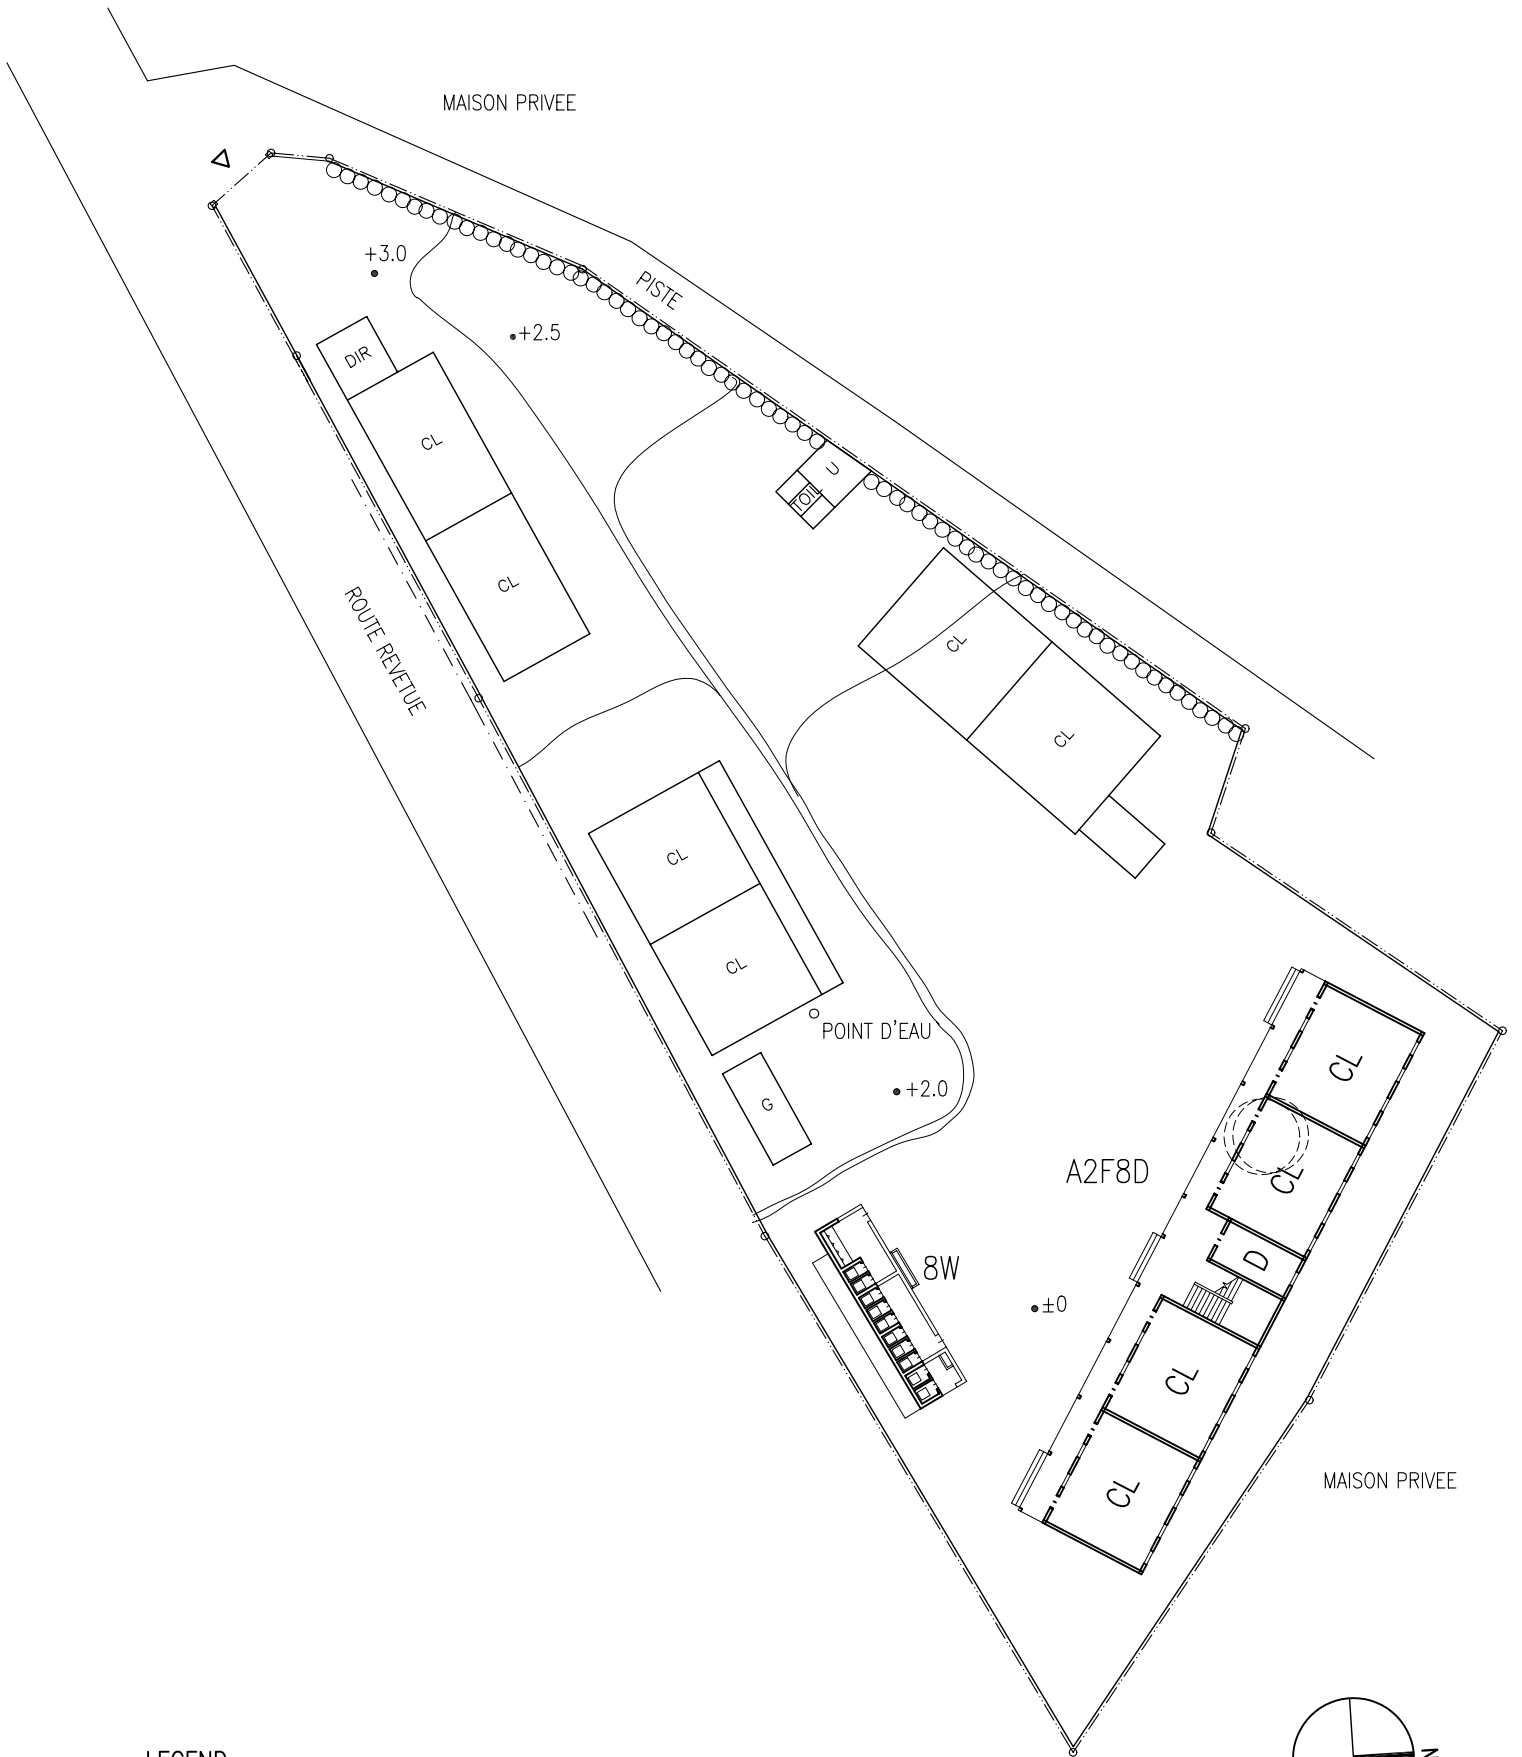 MAISON PRIVEE
+3.0
PISTE
+2.5
DIR
CL
U
TOIL
CL
ROUTE REVETUE
CL
CL
CL
CL
POINT D'EAU
CL
+2.0
G
A2F8D
CL
8W
D
±0
CL
MAISON PRIVEE
CL
N
LEGEND